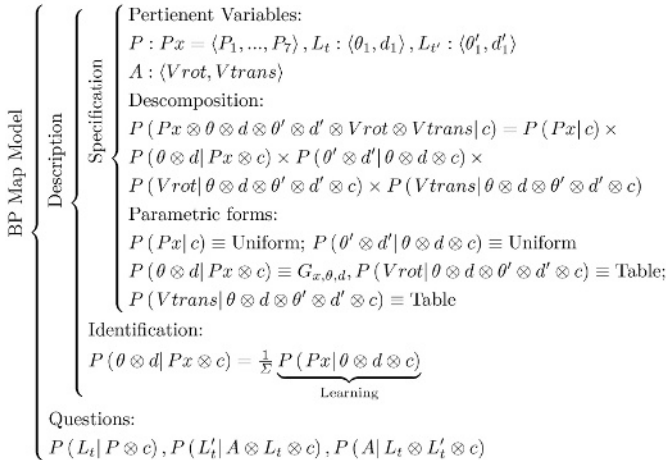 BP Map Model
Description
Specification
Pertienent Variables:
P : Px = ⟨P₁, ..., P₇⟩ , Lₜ : ⟨θ₁, d₁⟩ , Lₜ′ : ⟨θ′₁, d′₁⟩
A : ⟨Vrot, Vtrans⟩
Descomposition:
P (Px ⊗ θ ⊗ d ⊗ θ′ ⊗ d′ ⊗ Vrot ⊗ Vtrans| c) = P (Px| c) ×
P (θ ⊗ d| Px ⊗ c) × P (θ′ ⊗ d′| θ ⊗ d ⊗ c) ×
P (Vrot| θ ⊗ d ⊗ θ′ ⊗ d′ ⊗ c) × P (Vtrans| θ ⊗ d ⊗ θ′ ⊗ d′ ⊗ c)
Parametric forms:
P (Px| c) ≡ Uniform; P (θ′ ⊗ d′| θ ⊗ d ⊗ c) ≡ Uniform
P (θ ⊗ d| Px ⊗ c) ≡ Gₓ,θ,d, P (Vrot| θ ⊗ d ⊗ θ′ ⊗ d′ ⊗ c) ≡ Table;
P (Vtrans| θ ⊗ d ⊗ θ′ ⊗ d′ ⊗ c) ≡ Table
Identification:
P (θ ⊗ d| Px ⊗ c) = 1/Σ P (Px| θ ⊗ d ⊗ c)
Learning
Questions:
P (Lₜ| P ⊗ c) , P (L′ₜ| A ⊗ Lₜ ⊗ c) , P (A| Lₜ ⊗ L′ₜ ⊗ c)